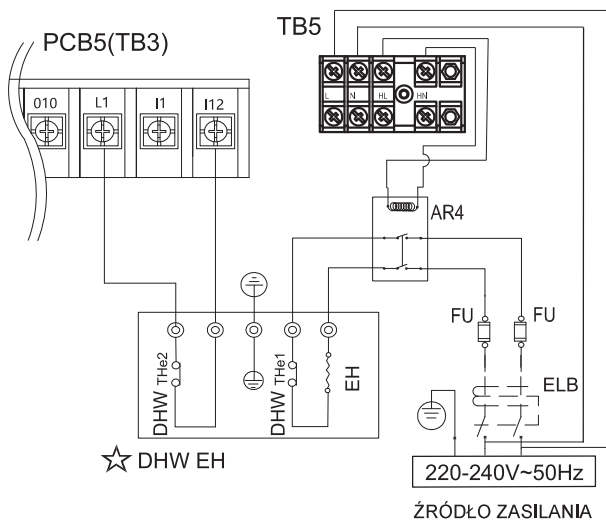 TB5
PCB5(TB3)
O10 L1 I1 I12
L N HL HN
AR4
FU FU
DHW THe2
DHW THe1
EH
ELB
☆ DHW EH
220-240V~50Hz
ŹRÓDŁO ZASILANIA